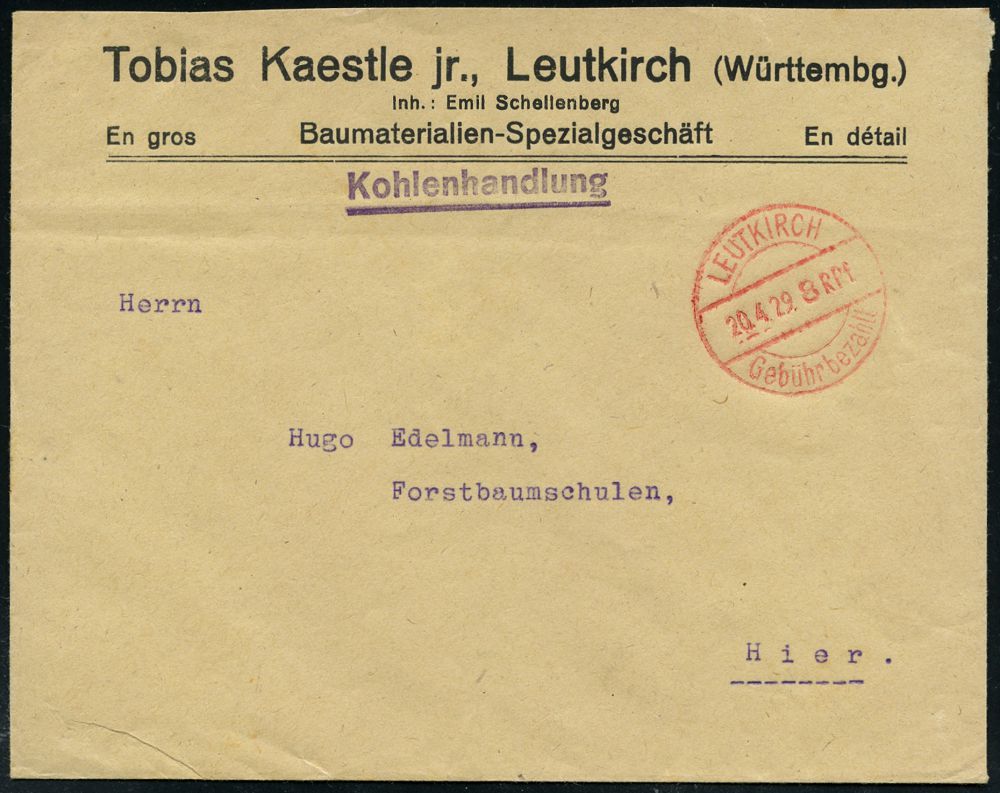 Tobias Kaestle jr., Leutkirch (Württembg.)
Inh.: Emil Schellenberg
En gros Baumaterialien-Spezialgeschäft En détail
Kohlenhandlung
LEUTKIRCH
20.4.29. 8 RPf
Gebühr bezahlt
Herrn
Hugo Edelmann,
Forstbaumschulen,
Hier.